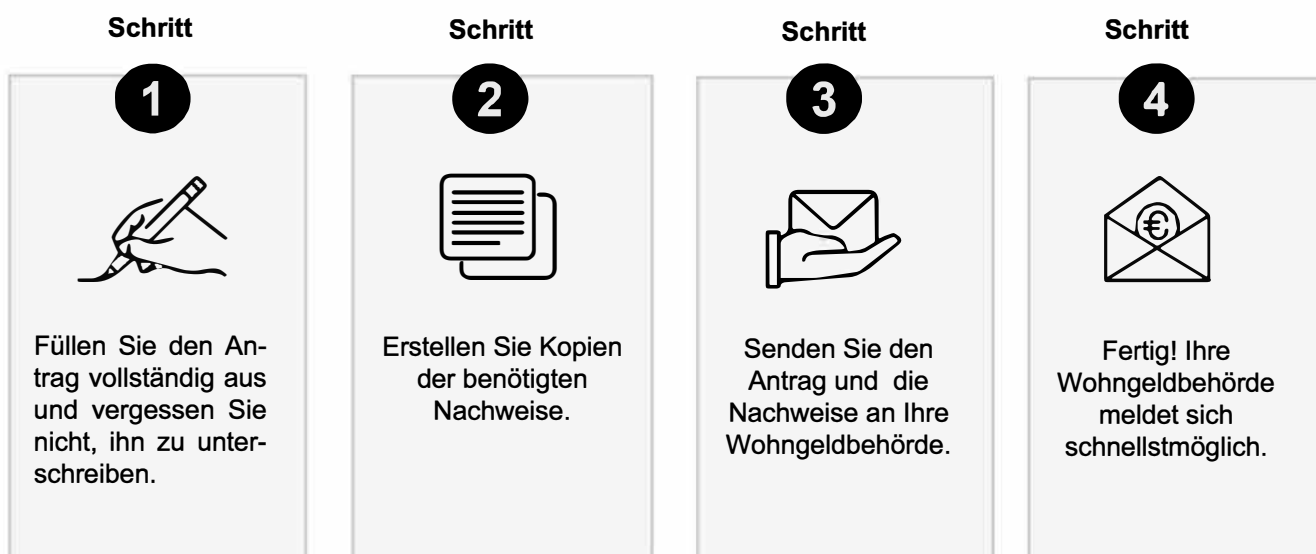 Schritt
1
Füllen Sie den An-
trag vollständig aus
und vergessen Sie
nicht, ihn zu unter-
schreiben.
Schritt
2
Erstellen Sie Kopien
der benötigten
Nachweise.
Schritt
3
Senden Sie den
Antrag und die
Nachweise an Ihre
Wohngeldbehörde.
Schritt
4
€
Fertig! Ihre
Wohngeldbehörde
meldet sich
schnellstmöglich.